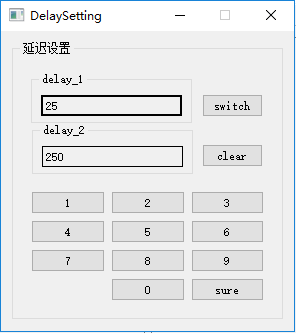 DelaySetting
延迟设置
delay_1
25
switch
delay_2
250
clear
1 2 3
4 5 6
7 8 9
0 sure